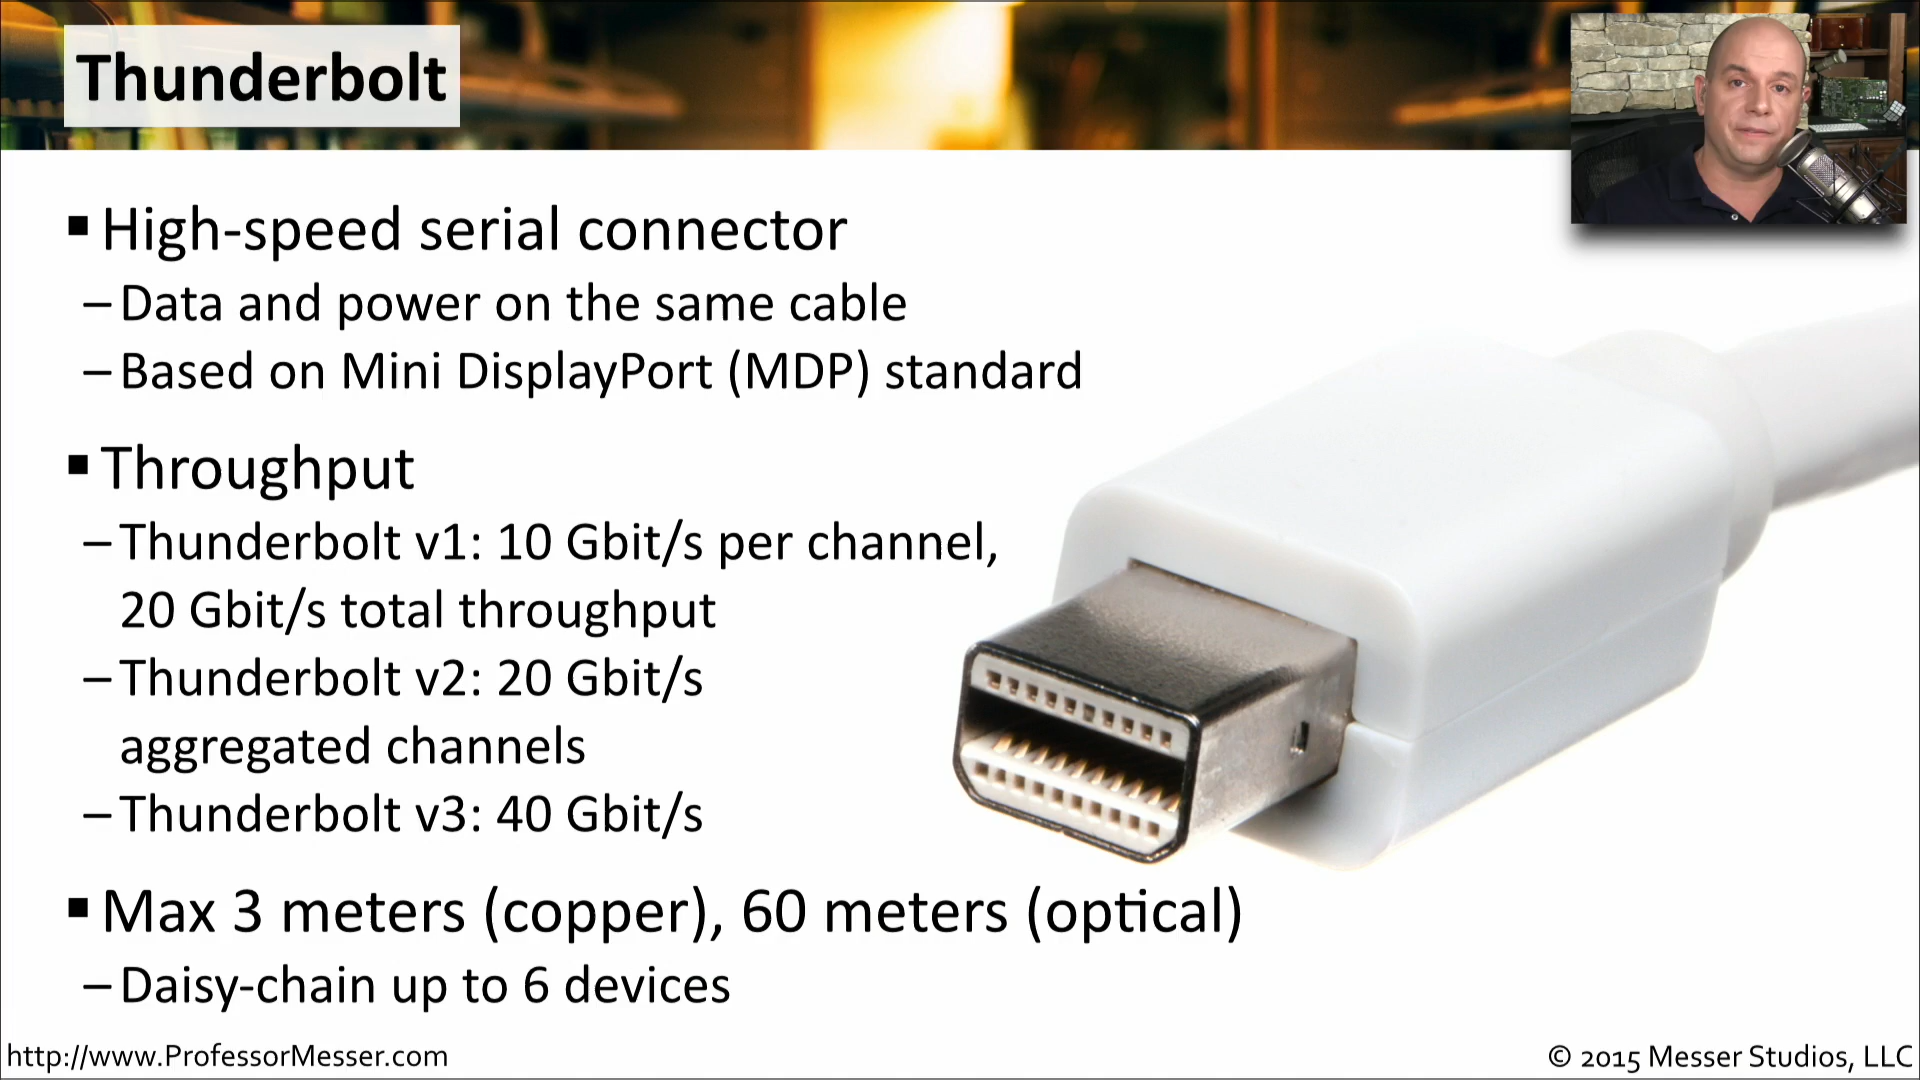 Thunderbolt
▪ High-speed serial connector
– Data and power on the same cable
– Based on Mini DisplayPort (MDP) standard
▪ Throughput
– Thunderbolt v1: 10 Gbit/s per channel,
20 Gbit/s total throughput
– Thunderbolt v2: 20 Gbit/s
aggregated channels
– Thunderbolt v3: 40 Gbit/s
▪ Max 3 meters (copper), 60 meters (optical)
– Daisy-chain up to 6 devices
http://www.ProfessorMesser.com
© 2015 Messer Studios, LLC